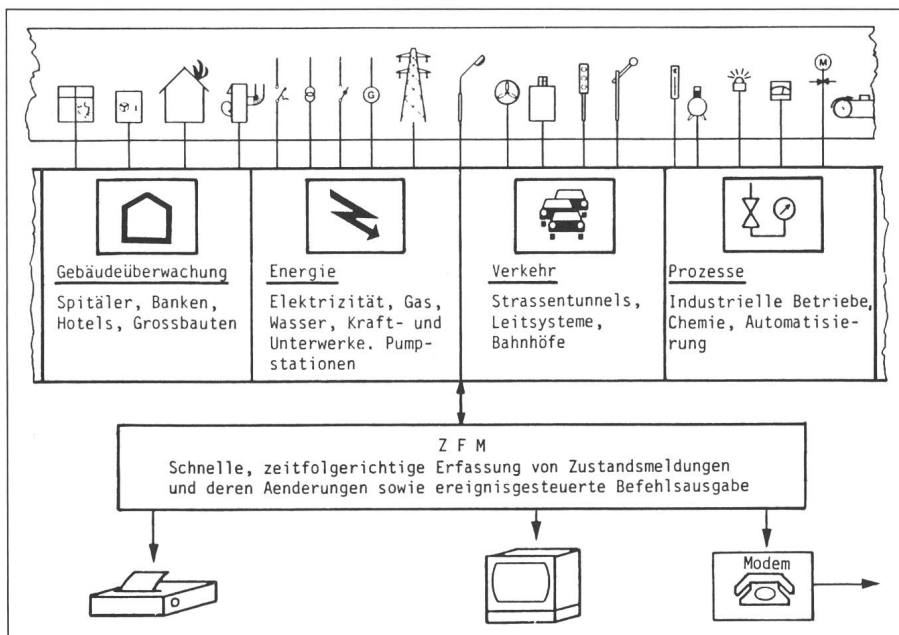 G
M
Gebäudeüberwachung
Spitäler, Banken,
Hotels, Grossbauten
Energie
Elektrizität, Gas,
Wasser, Kraft- und
Unterwerke. Pump-
stationen
Verkehr
Strassentunnels,
Leitsysteme,
Bahnhöfe
Prozesse
Industrielle Betriebe,
Chemie, Automatisie-
rung
Z F M
Schnelle, zeitfolgerichtige Erfassung von Zustandsmeldungen
und deren Aenderungen sowie ereignisgesteuerte Befehlsausgabe
Modem